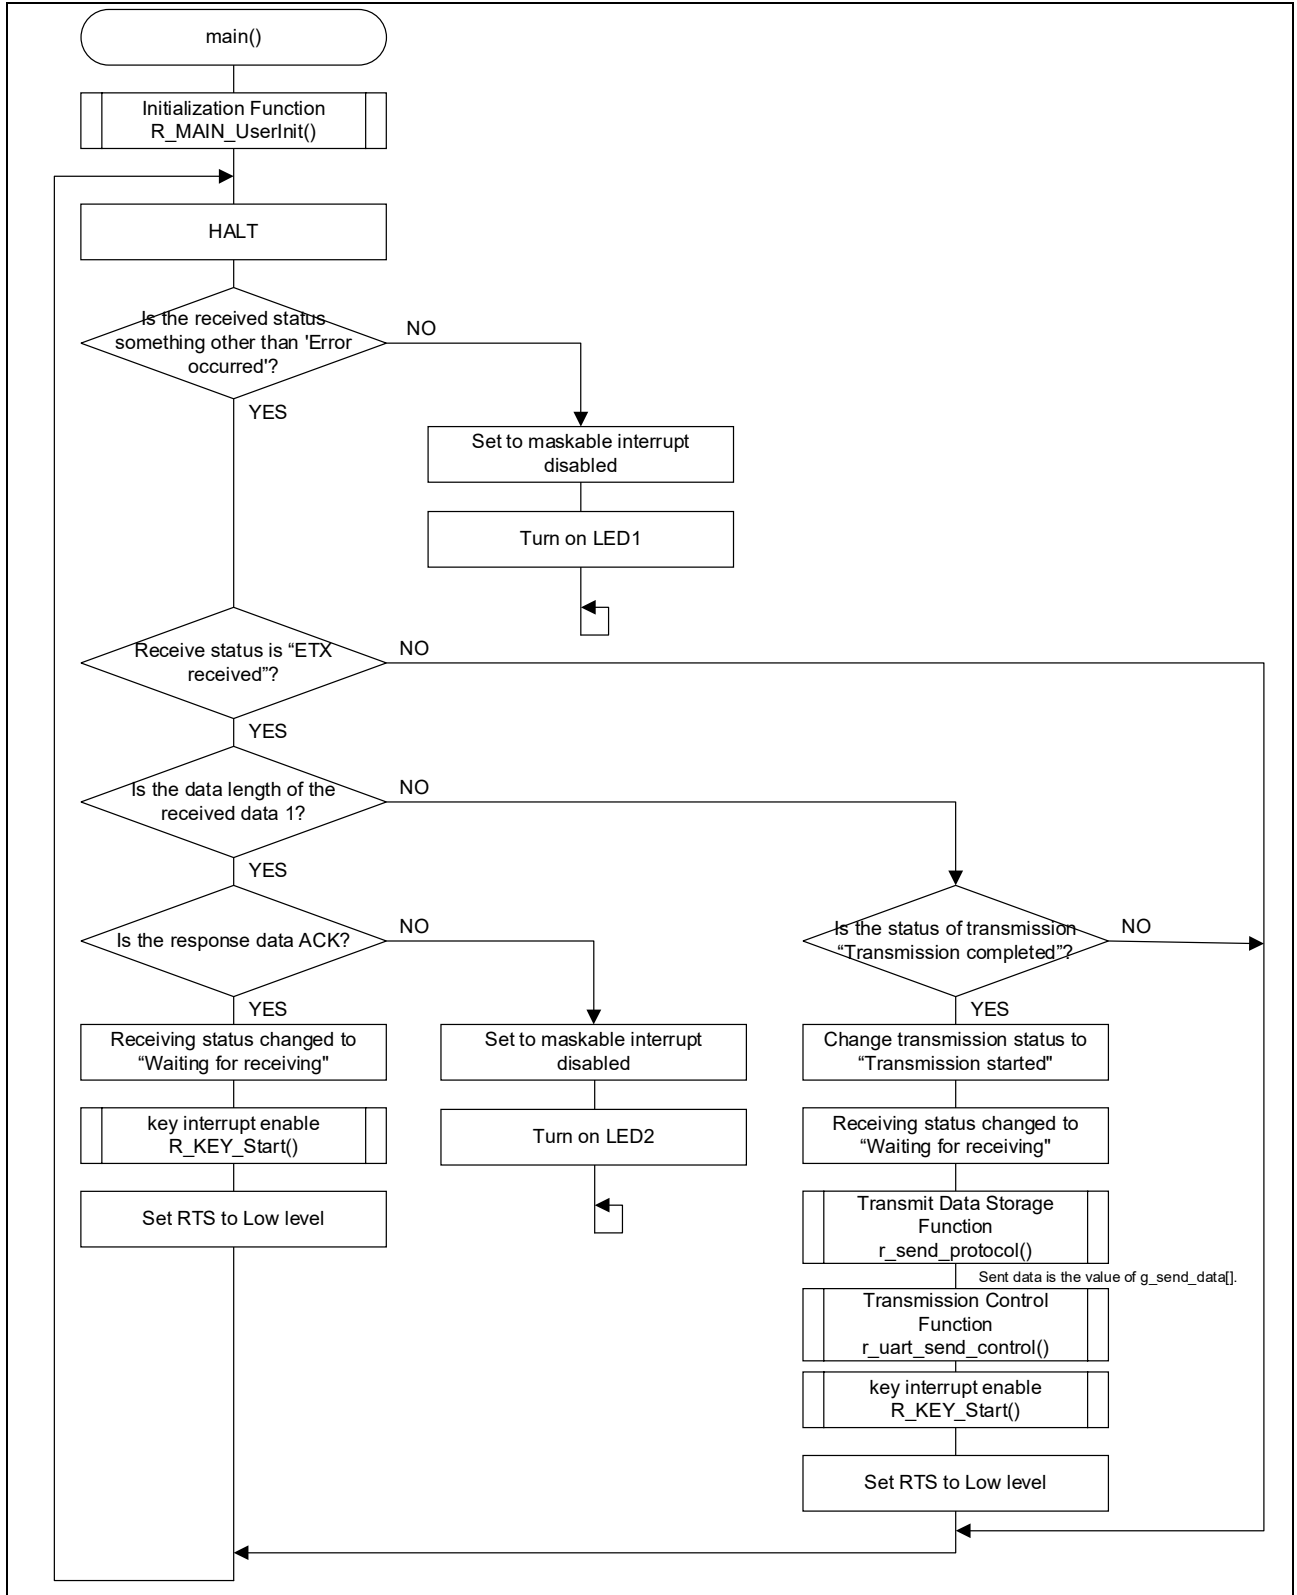 main()
Initialization Function
R_MAIN_UserInit()
HALT
Is the received status
something other than 'Error
occurred'?
NO
YES
Set to maskable interrupt
disabled
Turn on LED1
Receive status is “ETX
received”?
NO
YES
Is the data length of the
received data 1?
NO
YES
Is the response data ACK?
NO
YES
Is the status of transmission
“Transmission completed”?
NO
YES
Receiving status changed to
“Waiting for receiving"
key interrupt enable
R_KEY_Start()
Set RTS to Low level
Set to maskable interrupt
disabled
Turn on LED2
Change transmission status to
“Transmission started"
Receiving status changed to
“Waiting for receiving"
Transmit Data Storage
Function
r_send_protocol()
Sent data is the value of g_send_data[].
Transmission Control
Function
r_uart_send_control()
key interrupt enable
R_KEY_Start()
Set RTS to Low level